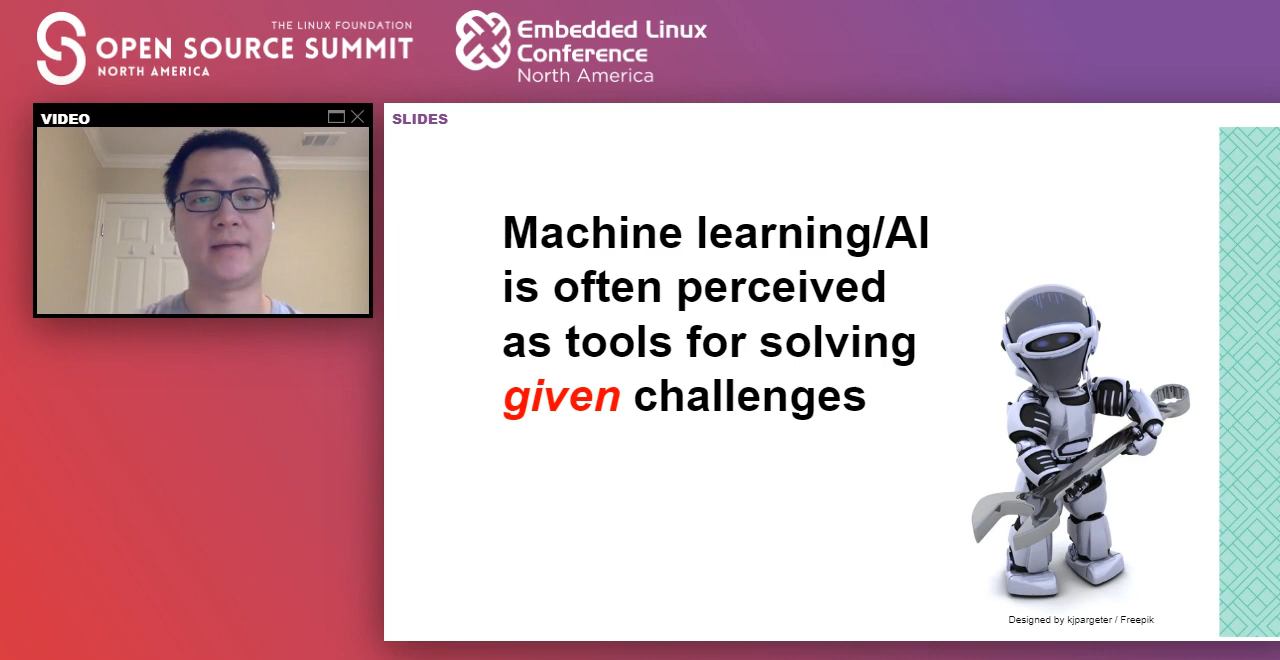 THE LINUX FOUNDATION
OPEN SOURCE SUMMIT
NORTH AMERICA
Embedded Linux
Conference
North America
VIDEO
SLIDES
Machine learning/AI
is often perceived
as tools for solving
given challenges
Designed by kjpargeter / Freepik